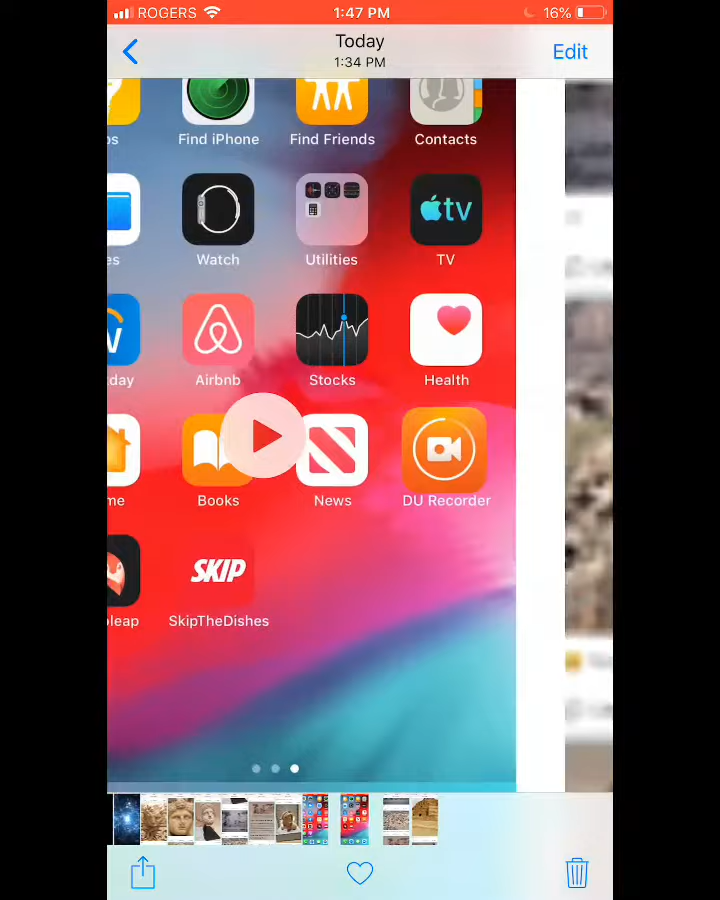 ROGERS 1:47 PM 16%
Today
1:34 PM
Edit
Find iPhone Find Friends Contacts
tv
Watch Utilities TV
Airbnb Stocks Health
Books News DU Recorder
SKIP
SkipTheDishes